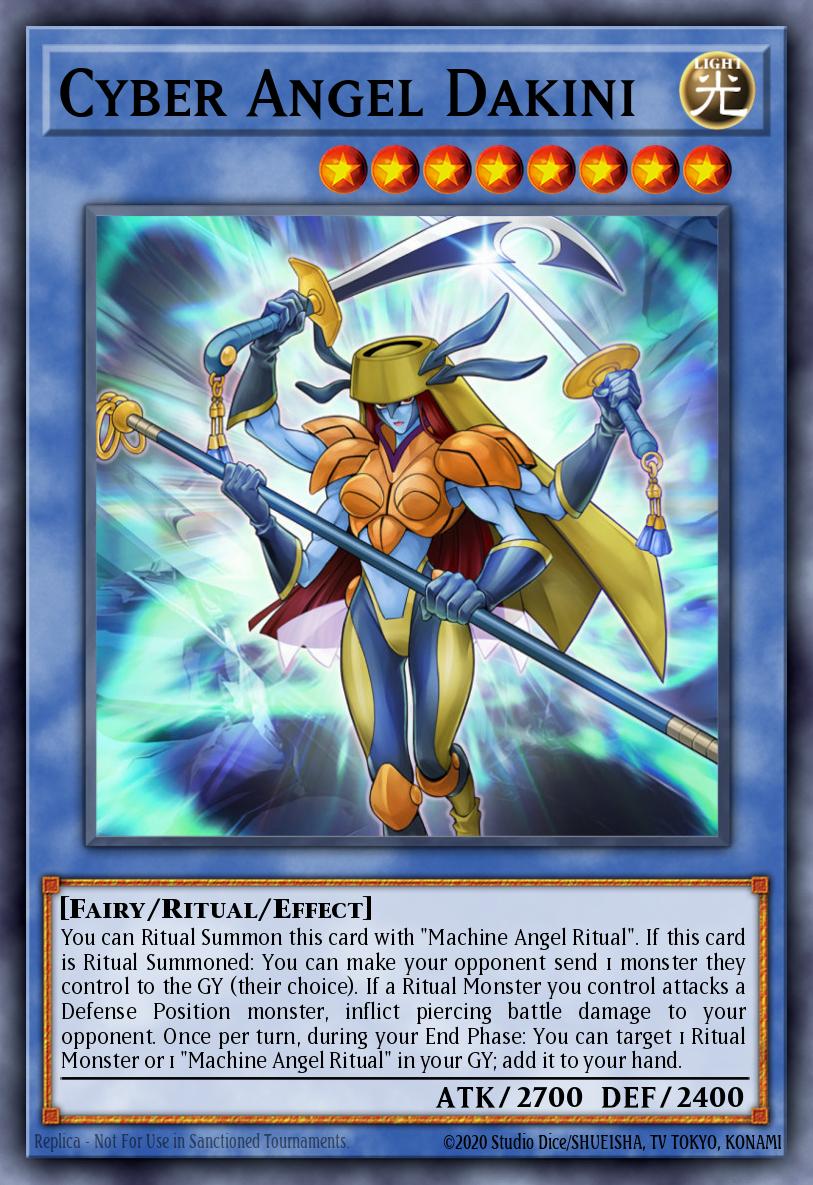 Cyber Angel Dakini
LIGHT
光
[Fairy/Ritual/Effect]
You can Ritual Summon this card with "Machine Angel Ritual". If this card
is Ritual Summoned: You can make your opponent send 1 monster they
control to the GY (their choice). If a Ritual Monster you control attacks a
Defense Position monster, inflict piercing battle damage to your
opponent. Once per turn, during your End Phase: You can target 1 Ritual
Monster or 1 "Machine Angel Ritual" in your GY; add it to your hand.
ATK/2700 DEF/2400
Replica - Not For Use in Sanctioned Tournaments.
©2020 Studio Dice/SHUEISHA, TV TOKYO, KONAMI